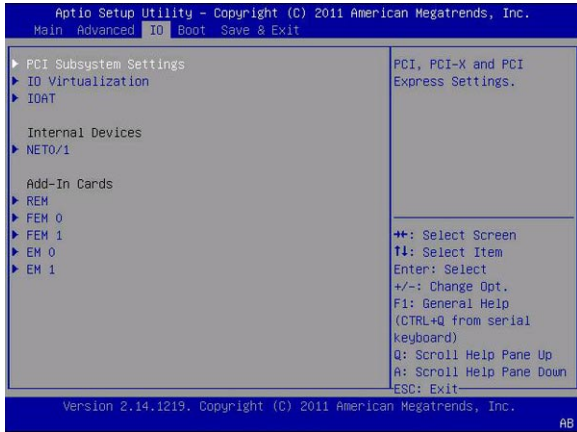 Aptio Setup Utility – Copyright (C) 2011 American Megatrends, Inc.
Main Advanced IO Boot Save & Exit
PCI Subsystem Settings
IO Virtualization
IOAT
Internal Devices
NET0/1
Add-In Cards
REM
FEM 0
FEM 1
EM 0
EM 1
PCI, PCI-X and PCI
Express Settings.
→←: Select Screen
↑↓: Select Item
Enter: Select
+/-: Change Opt.
F1: General Help
(CTRL+Q from serial
keyboard)
Q: Scroll Help Pane Up
A: Scroll Help Pane Down
ESC: Exit
Version 2.14.1219. Copyright (C) 2011 American Megatrends, Inc.
AB